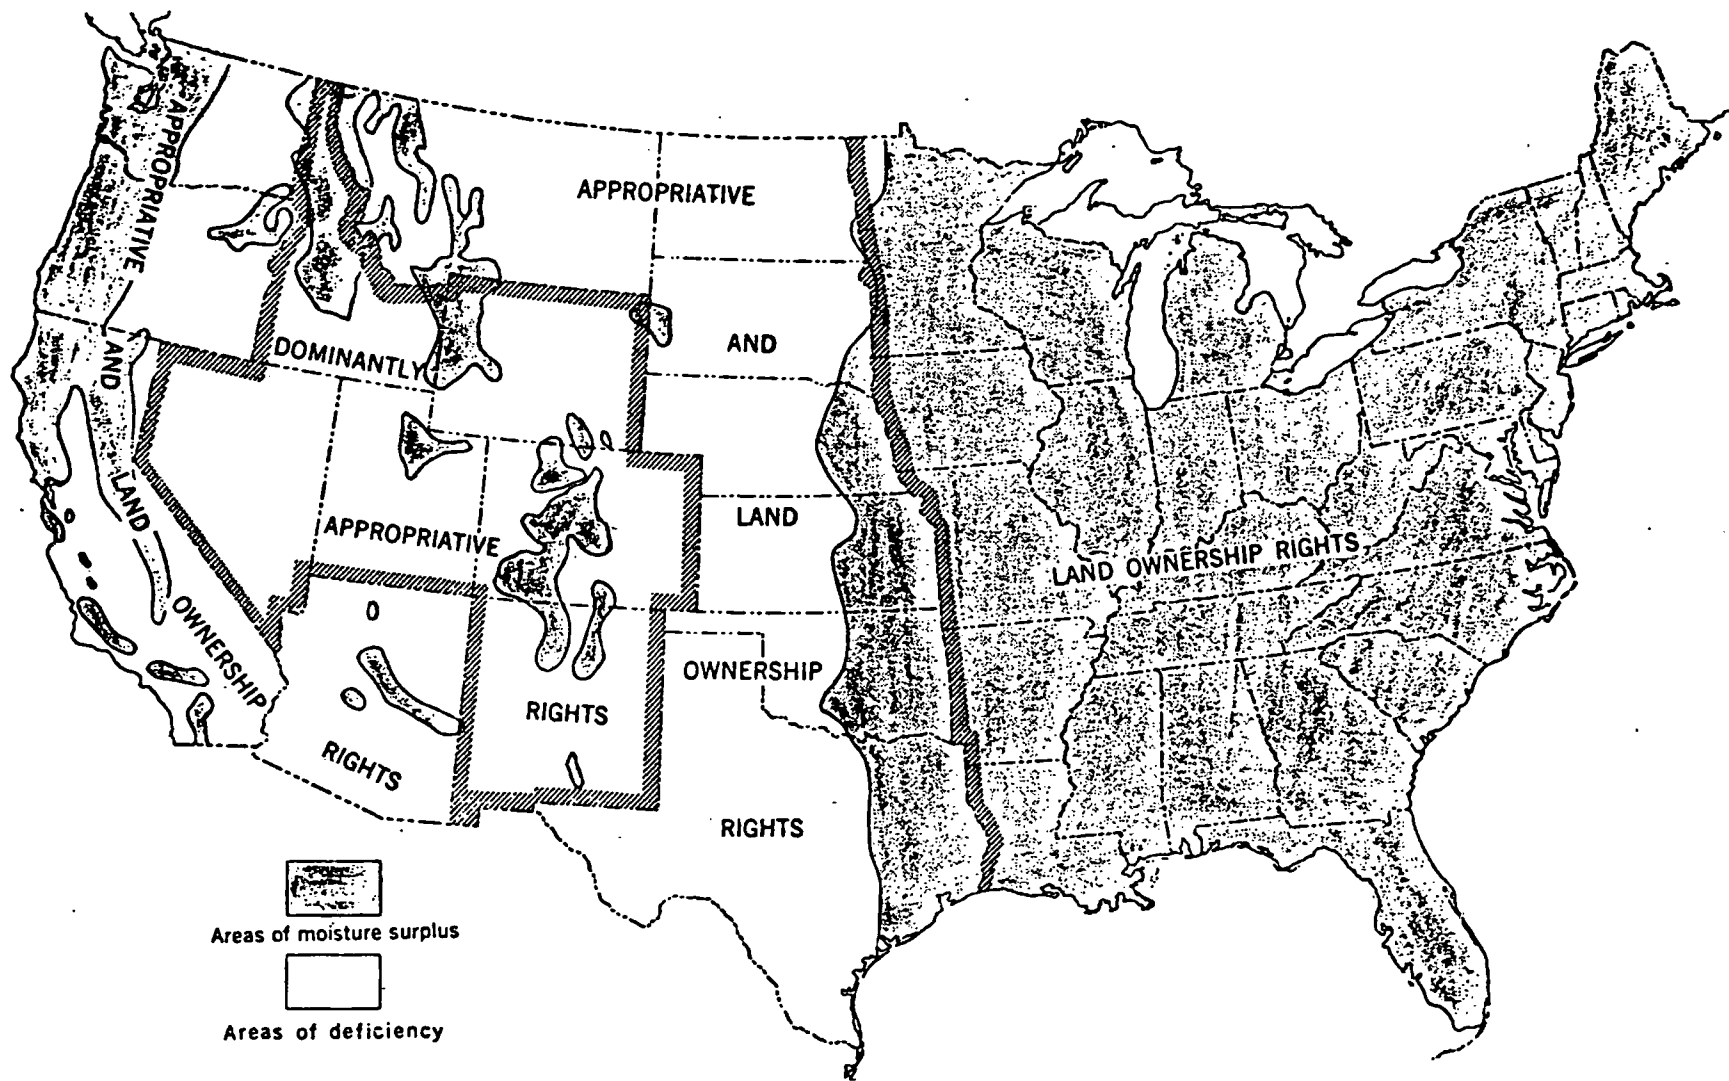 APPROPRIATIVE
APPROPRIATIVE
AND
LAND
OWNERSHIP
RIGHTS
DOMINANTLY
APPROPRIATIVE
RIGHTS
APPROPRIATIVE
AND
LAND
OWNERSHIP
RIGHTS
LAND OWNERSHIP RIGHTS
Areas of moisture surplus
Areas of deficiency